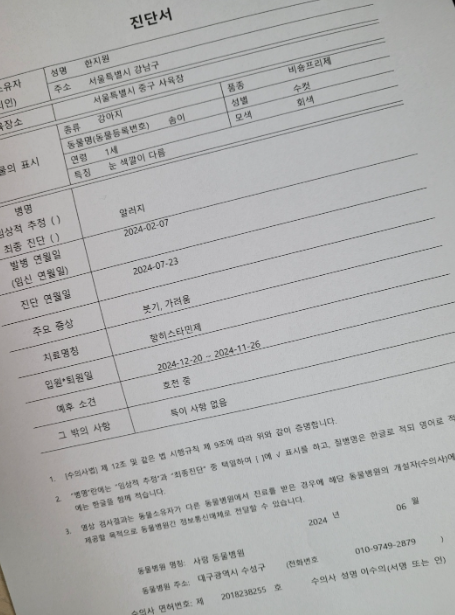 진단서
소유자
성명 한지원
주소 서울특별시 강남구
서울특별시 중구 사육장
종류 강아지 품종 비숑프리제
동물명(동물등록번호) 솜이 성별 수컷
연령 1세 모색 회색
특징 눈 색깔이 다름
병명
임상적 추정 ( ) 알러지
최종 진단 ( )
발병 연월일 2024-02-07
(임신 연월일)
진단 연월일 2024-07-23
주요 증상 붓기, 가려움
치료명칭 항히스타민제
입원•퇴원일 2024-12-20 ~ 2024-11-26
예후 소견 호전 중
그 밖의 사항 특이 사항 없음
1. 「수의사법」 제 12조 및 같은 법 시행규칙 제 9조에 따라 위와 같이 증명합니다.
2. "병명"란에는 "임상적 추정"과 "최종진단" 중 택일하여 [ ]에 √ 표시를 하고, 질병명은 한글로 적되 영어로 적
에는 한글을 함께 적습니다.
3. 영상 검사결과는 동물소유자가 다른 동물병원에서 진료를 받은 경우에 해당 동물병원의 개설자(수의사)에
제공할 목적으로 동물병원간 정보통신매체로 전달할 수 있습니다.
2024 년 06 월
동물병원 명칭: 사랑 동물병원
동물병원 주소: 대구광역시 수성구 (전화번호 010-9749-2879 )
수의사 면허번호: 제 2018238255 호 수의사 성명 이수의(서명 또는 인)